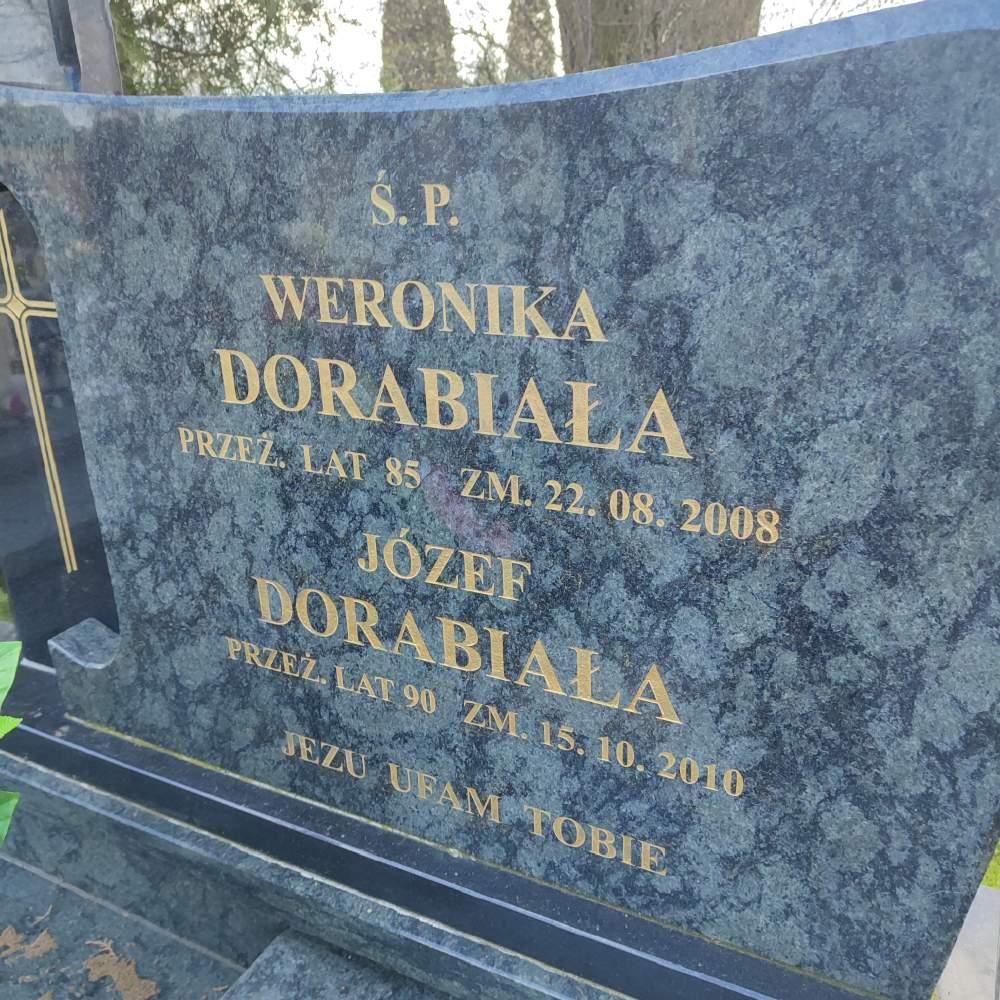 Ś. P.
WERONIKA
DORABIAŁA
PRZEŻ. LAT 85 ZM. 22. 08. 2008
JÓZEF
DORABIAŁA
PRZEŻ. LAT 90 ZM. 15. 10. 2010
JEZU UFAM TOBIE